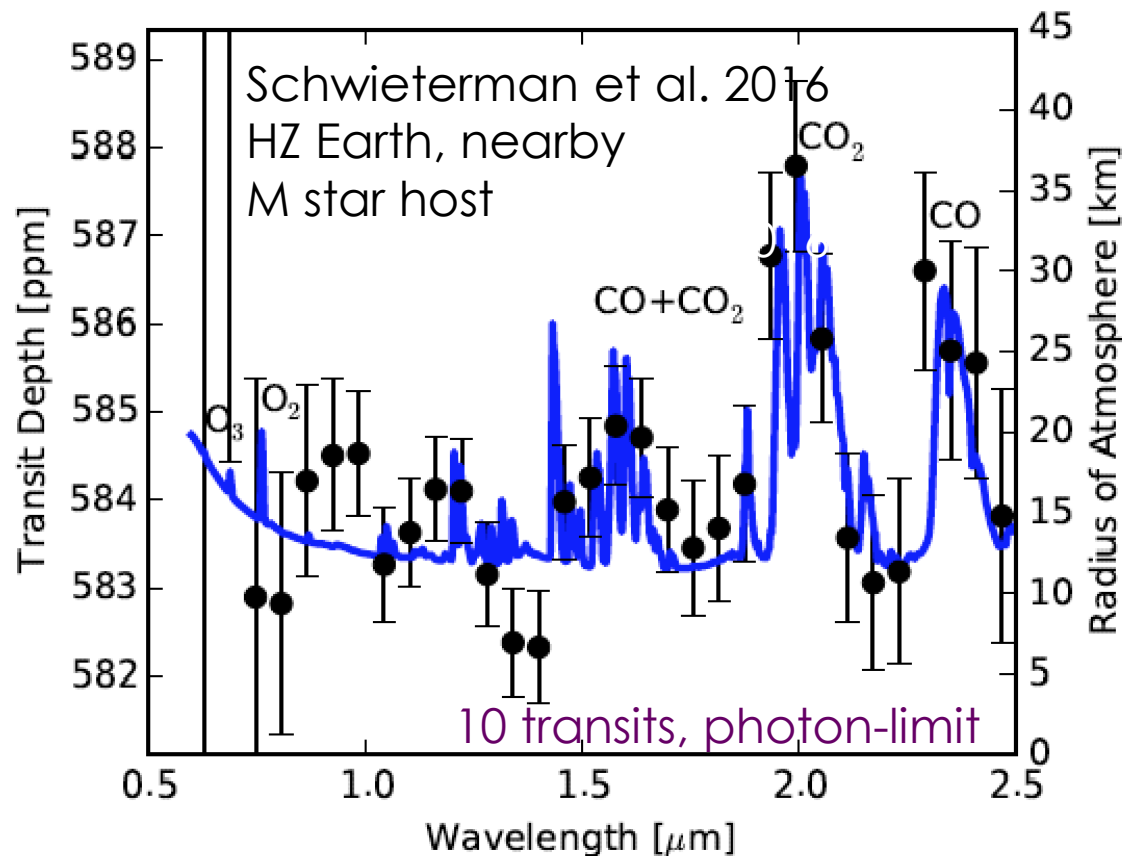 Schwieterman et al. 2016
HZ Earth, nearby
M star host
O₃
O₂
CO+CO₂
CO₂
CO
10 transits, photon-limit
Transit Depth [ppm]
589
588
587
586
585
584
583
582
Radius of Atmosphere [km]
45
40
35
30
25
20
15
10
5
0
0.5 1.0 1.5 2.0 2.5
Wavelength [μm]